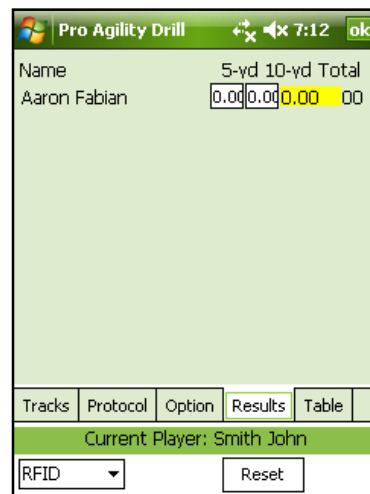 Pro Agility Drill 7:12 ok
Name 5-yd 10-yd Total
Aaron Fabian 0.00 0.00 0.00 00
Tracks Protocol Option Results Table
Current Player: Smith John
RFID Reset